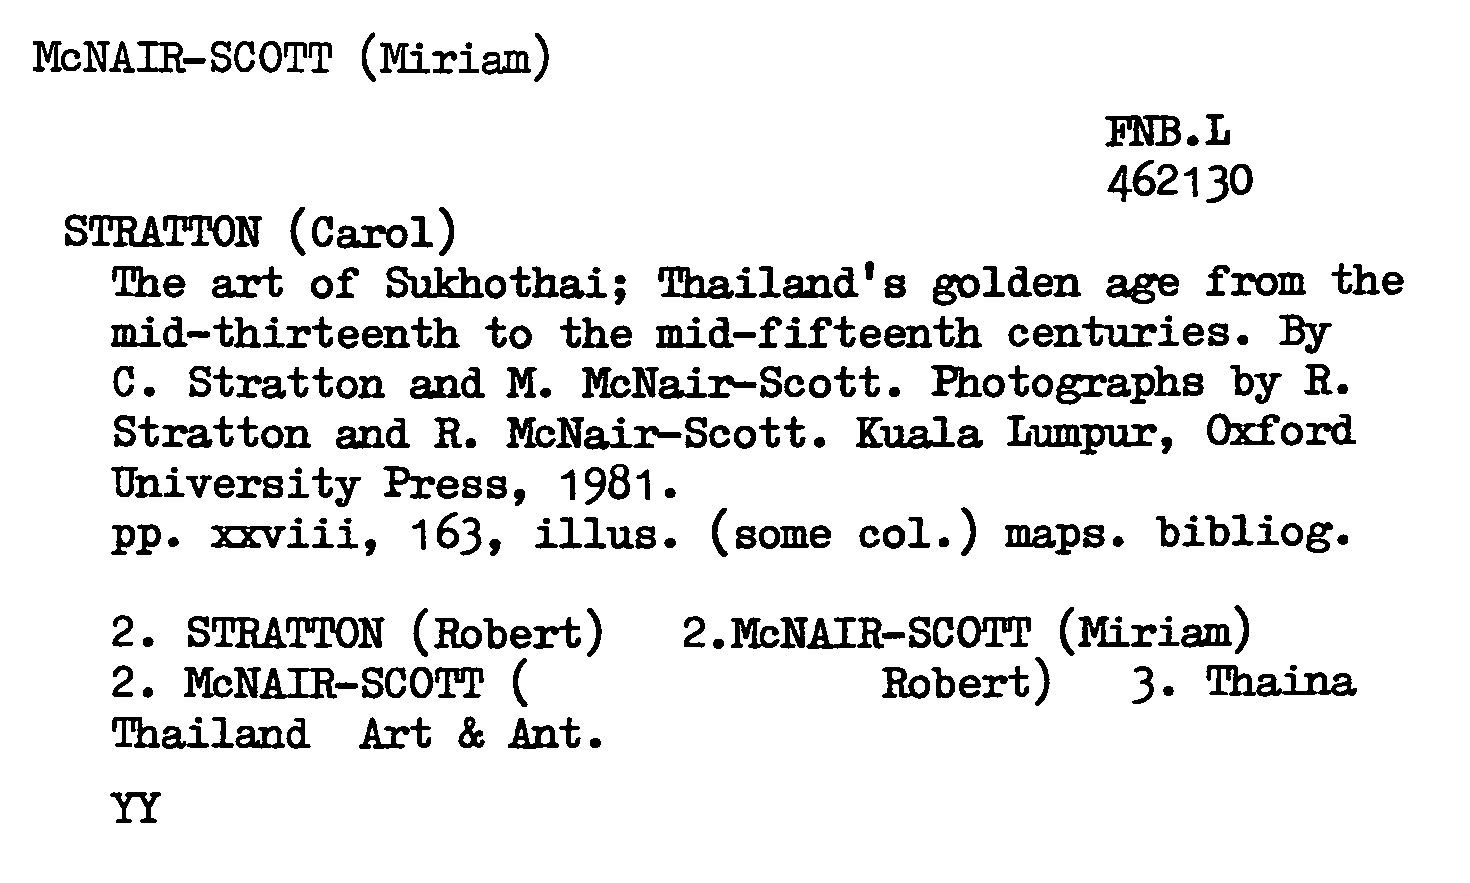 McNAIR-SCOTT (Miriam)
FNB.L
462130
STRATTON (Carol)
The art of Sukhothai; Thailand's golden age from the
mid-thirteenth to the mid-fifteenth centuries. By
C. Stratton and M. McNair-Scott. Photographs by R.
Stratton and R. McNair-Scott. Kuala Lumpur, Oxford
University Press, 1981.
pp. xxviii, 163, illus. (some col.) maps. bibliog.
2. STRATTON (Robert) 2.McNAIR-SCOTT (Miriam)
2. McNAIR-SCOTT ( Robert) 3. Thaina
Thailand Art & Ant.
YY